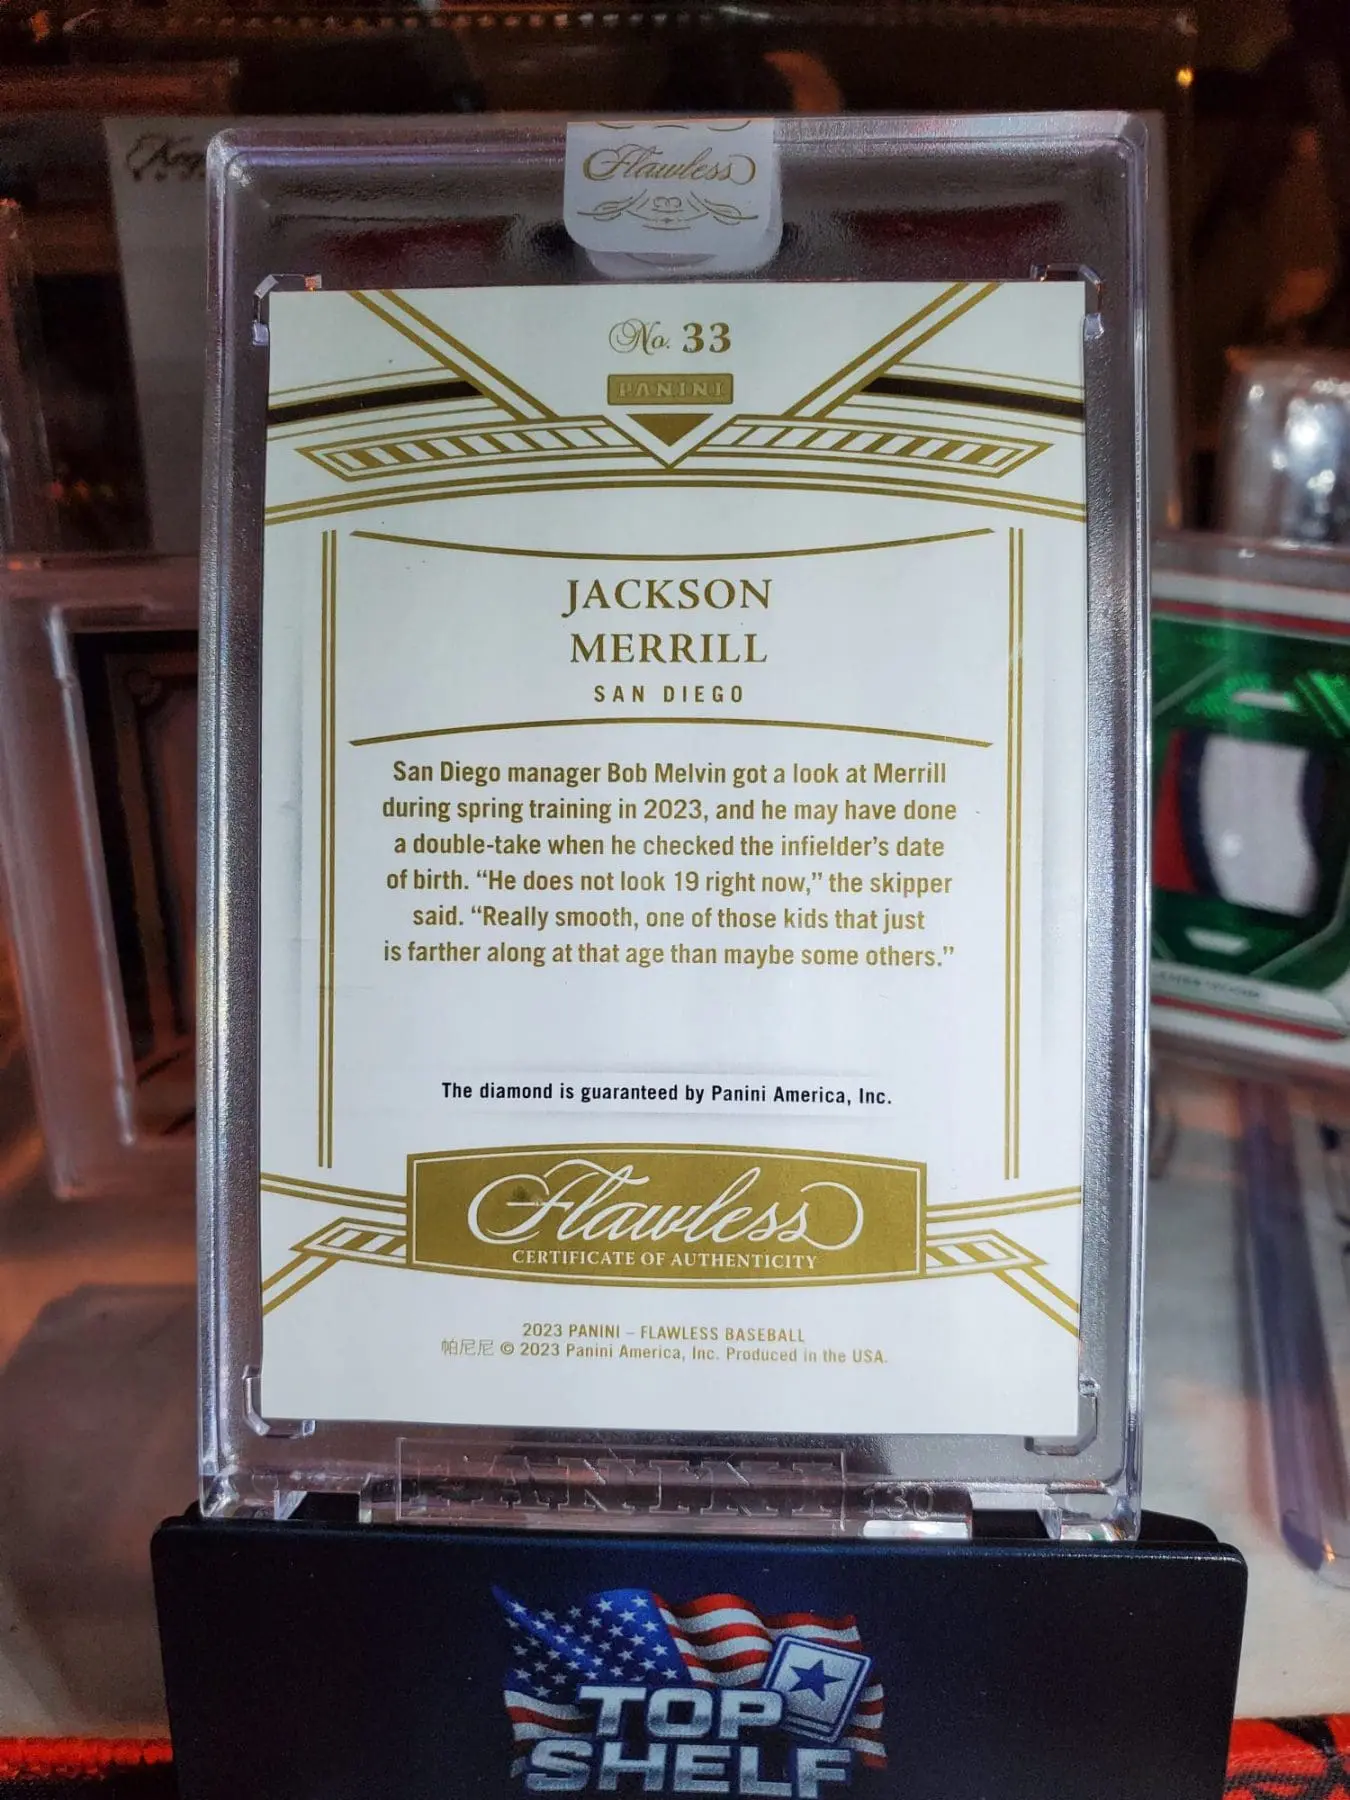 Flawless
No. 33
PANINI
JACKSON
MERRILL
SAN DIEGO
San Diego manager Bob Melvin got a look at Merrill
during spring training in 2023, and he may have done
a double-take when he checked the infielder’s date
of birth. “He does not look 19 right now,” the skipper
said. “Really smooth, one of those kids that just
is farther along at that age than maybe some others.”
The diamond is guaranteed by Panini America, Inc.
Flawless
CERTIFICATE OF AUTHENTICITY
2023 PANINI – FLAWLESS BASEBALL
帕尼尼 © 2023 Panini America, Inc. Produced in the USA.
PANINI 130
TOP
SHELF